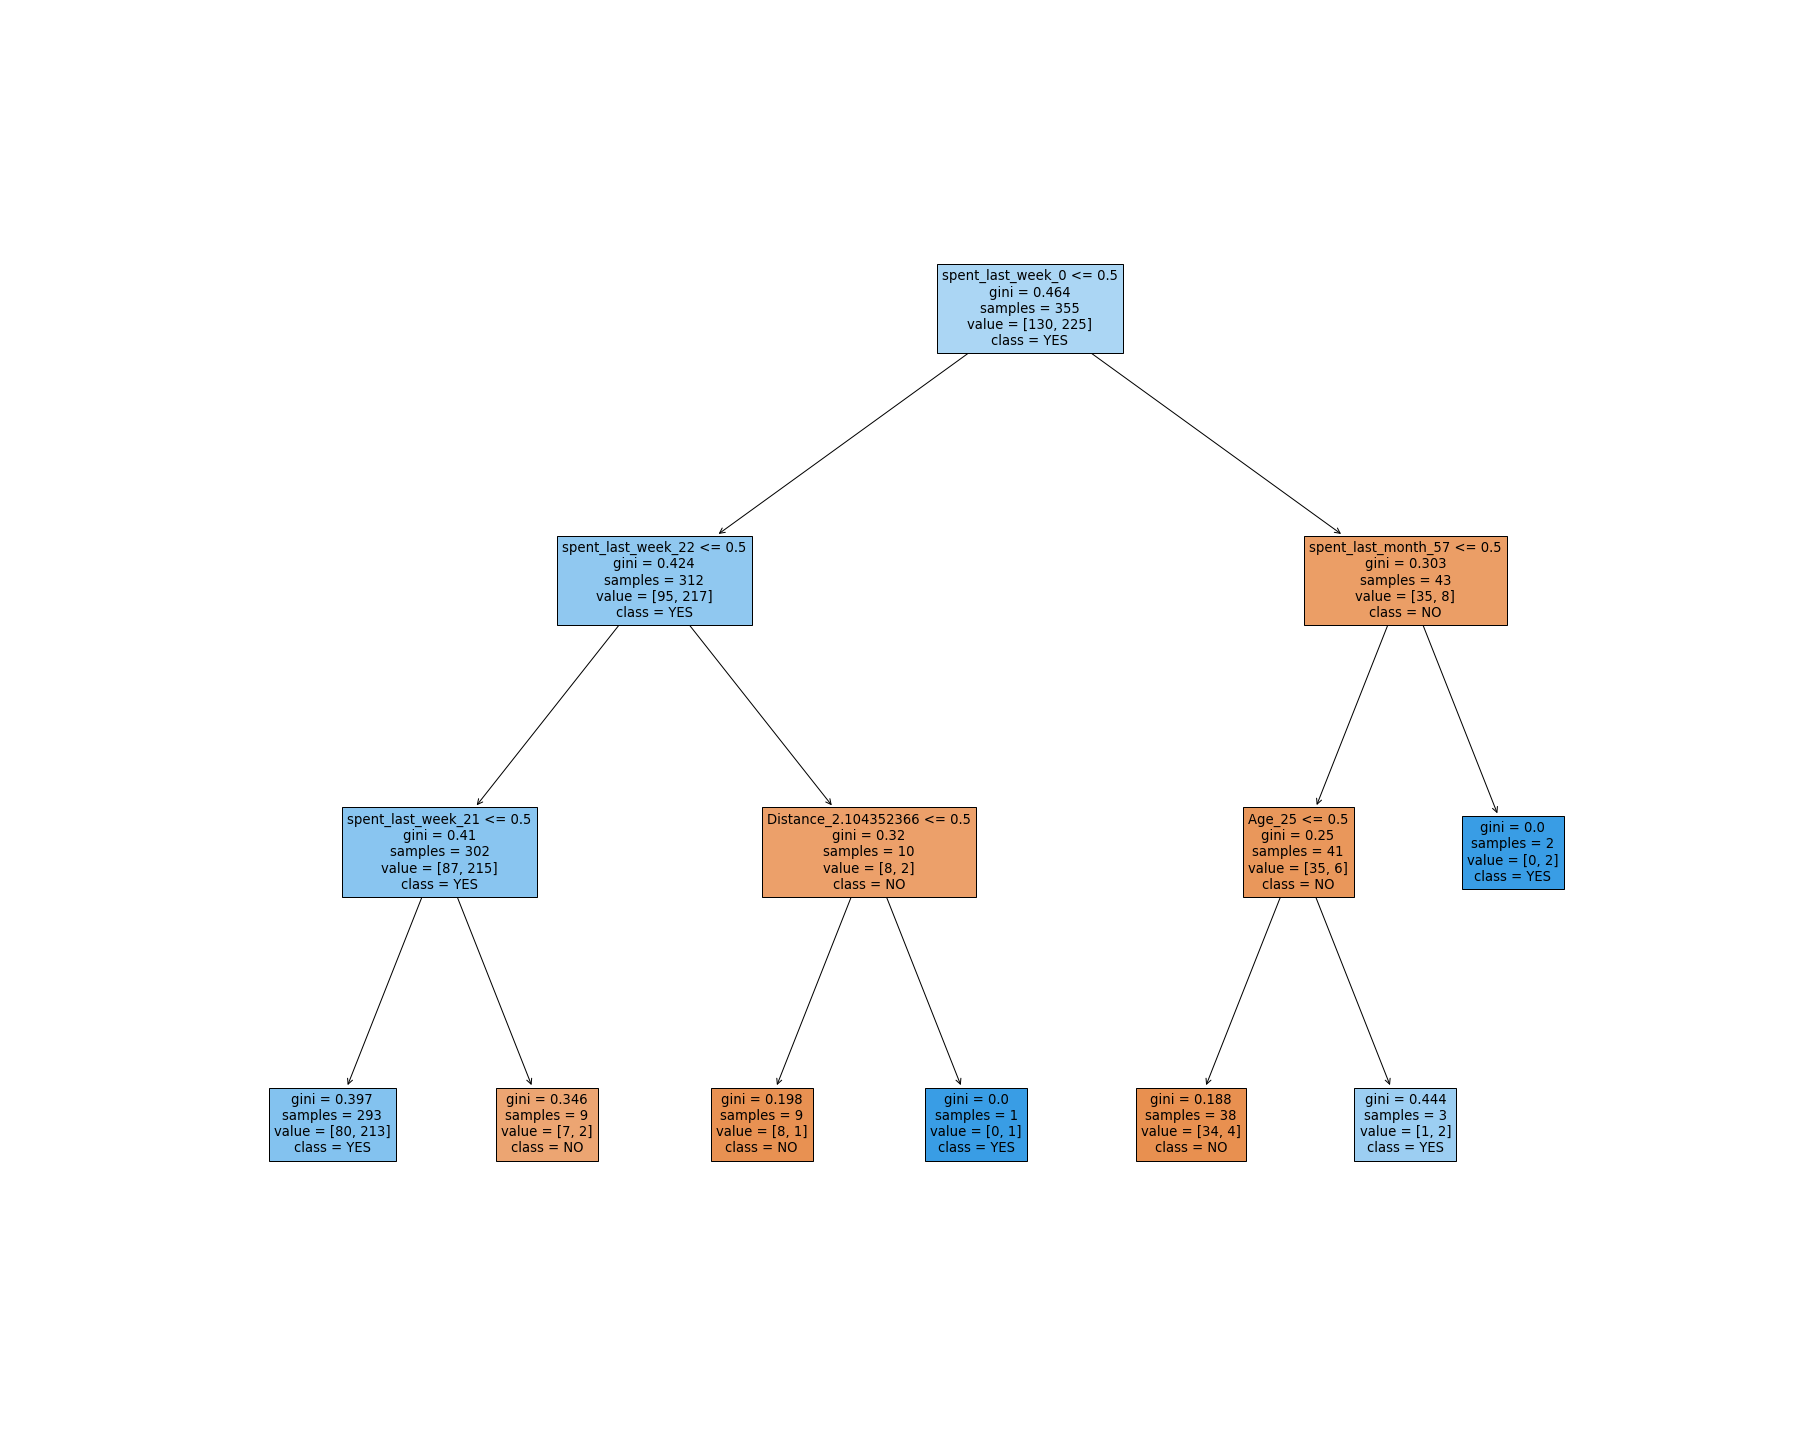 spent_last_week_0 <= 0.5
gini = 0.464
samples = 355
value = [130, 225]
class = YES
spent_last_week_22 <= 0.5
gini = 0.424
samples = 312
value = [95, 217]
class = YES
spent_last_month_57 <= 0.5
gini = 0.303
samples = 43
value = [35, 8]
class = NO
spent_last_week_21 <= 0.5
gini = 0.41
samples = 302
value = [87, 215]
class = YES
Distance_2.104352366 <= 0.5
gini = 0.32
samples = 10
value = [8, 2]
class = NO
Age_25 <= 0.5
gini = 0.25
samples = 41
value = [35, 6]
class = NO
gini = 0.0
samples = 2
value = [0, 2]
class = YES
gini = 0.397
samples = 293
value = [80, 213]
class = YES
gini = 0.346
samples = 9
value = [7, 2]
class = NO
gini = 0.198
samples = 9
value = [8, 1]
class = NO
gini = 0.0
samples = 1
value = [0, 1]
class = YES
gini = 0.188
samples = 38
value = [34, 4]
class = NO
gini = 0.444
samples = 3
value = [1, 2]
class = YES